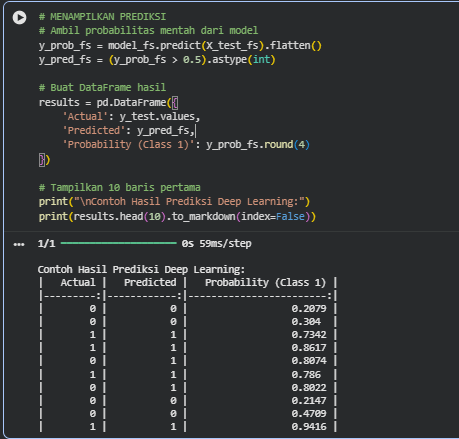 # MENAMPILKAN PREDIKSI
# Ambil probabilitas mentah dari model
y_prob_fs = model_fs.predict(X_test_fs).flatten()
y_pred_fs = (y_prob_fs > 0.5).astype(int)
# Buat DataFrame hasil
results = pd.DataFrame({
    'Actual': y_test.values,
    'Predicted': y_pred_fs,
    'Probability (Class 1)': y_prob_fs.round(4)
})
# Tampilkan 10 baris pertama
print("\nContoh Hasil Prediksi Deep Learning:")
print(results.head(10).to_markdown(index=False))
1/1 ━━━━━━━━━━━━━━━━━━━━ 0s 59ms/step
Contoh Hasil Prediksi Deep Learning:
|   Actual |   Predicted |   Probability (Class 1) |
|---------:|------------:|------------------------:|
|        0 |           0 |                  0.2079 |
|        0 |           0 |                  0.304  |
|        1 |           1 |                  0.7342 |
|        1 |           1 |                  0.8617 |
|        0 |           1 |                  0.8074 |
|        1 |           1 |                  0.786  |
|        0 |           1 |                  0.8022 |
|        0 |           0 |                  0.2147 |
|        0 |           0 |                  0.4709 |
|        1 |           1 |                  0.9416 |